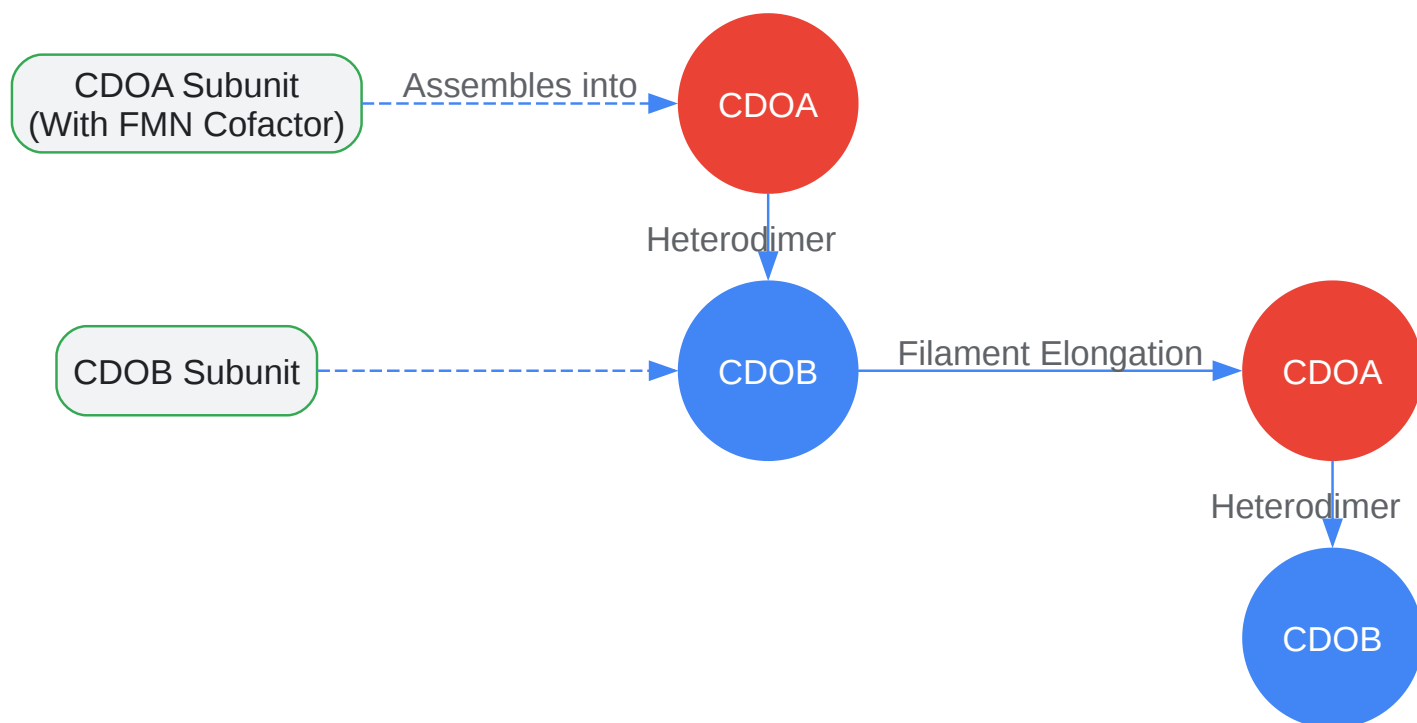 CDOA Subunit
(With FMN Cofactor)
Assembles into
CDOA
Heterodimer
CDOB Subunit
CDOB
Filament Elongation
CDOA
Heterodimer
CDOB